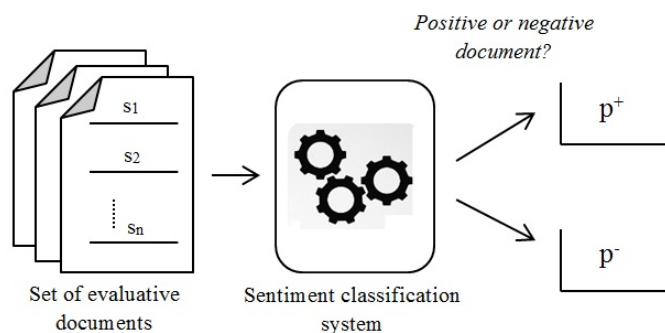 Positive or negative
document?
s1
s2
sn
p+
p-
Set of evaluative
documents
Sentiment classification
system